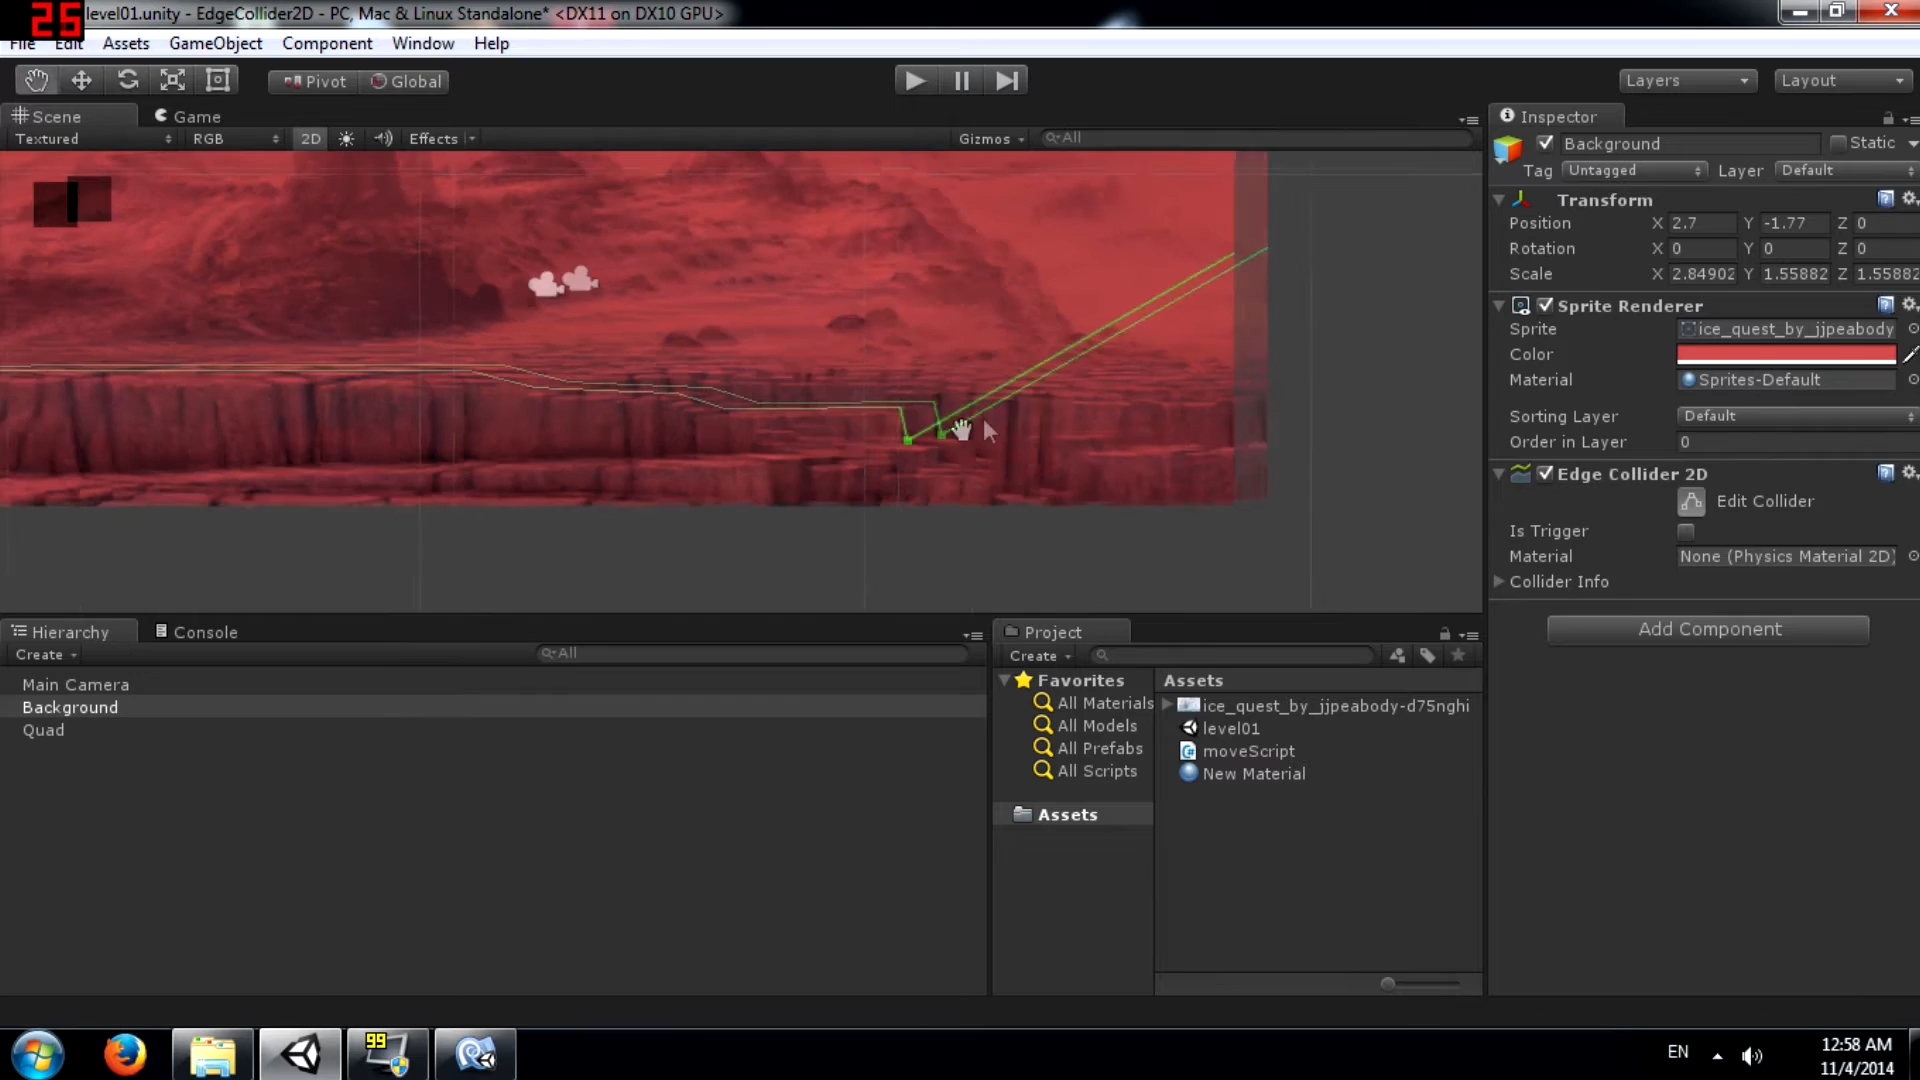 25
level01.unity - EdgeCollider2D - PC, Mac & Linux Standalone* <DX11 on DX10 GPU>
File Edit Assets GameObject Component Window Help
Pivot Global Layers Layout
Scene Game
Textured RGB 2D Effects Gizmos All
Inspector
Background Static
Tag Untagged Layer Default
Transform
Position X 2.7 Y -1.77 Z 0
Rotation X 0 Y 0 Z 0
Scale X 2.84902 Y 1.55882 Z 1.55882
Sprite Renderer
Sprite ice_quest_by_jjpeabody
Color
Material Sprites-Default
Sorting Layer Default
Order in Layer 0
Edge Collider 2D
Edit Collider
Is Trigger
Material None (Physics Material 2D)
Collider Info
Add Component
Hierarchy Console
Create All
Main Camera
Background
Quad
Project
Create
Favorites
All Materials
All Models
All Prefabs
All Scripts
Assets
Assets
ice_quest_by_jjpeabody-d75nghi
level01
moveScript
New Material
99
EN
12:58 AM
11/4/2014